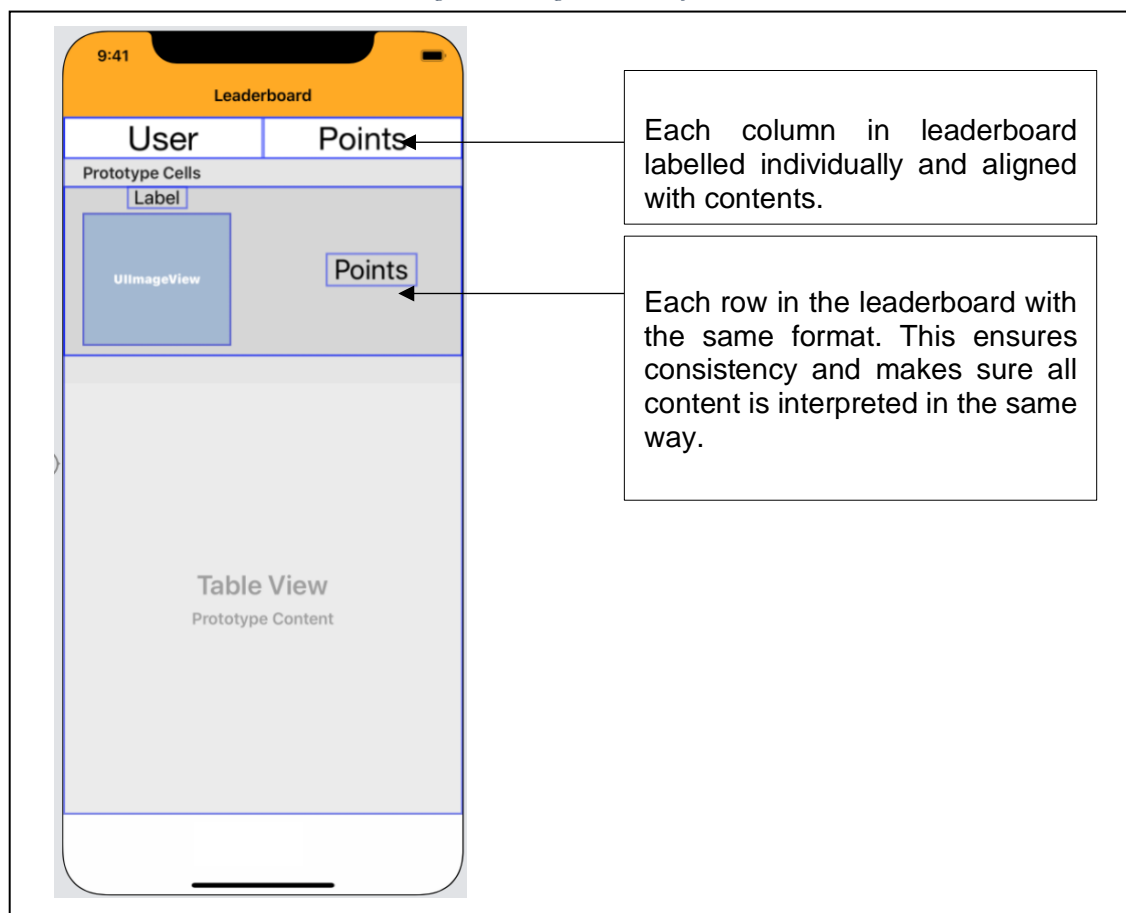 9:41
Leaderboard
User Points
Prototype Cells
Label
UIImageView
Points
Table View
Prototype Content
Each column in leaderboard
labelled individually and aligned
with contents.
Each row in the leaderboard with
the same format. This ensures
consistency and makes sure all
content is interpreted in the same
way.